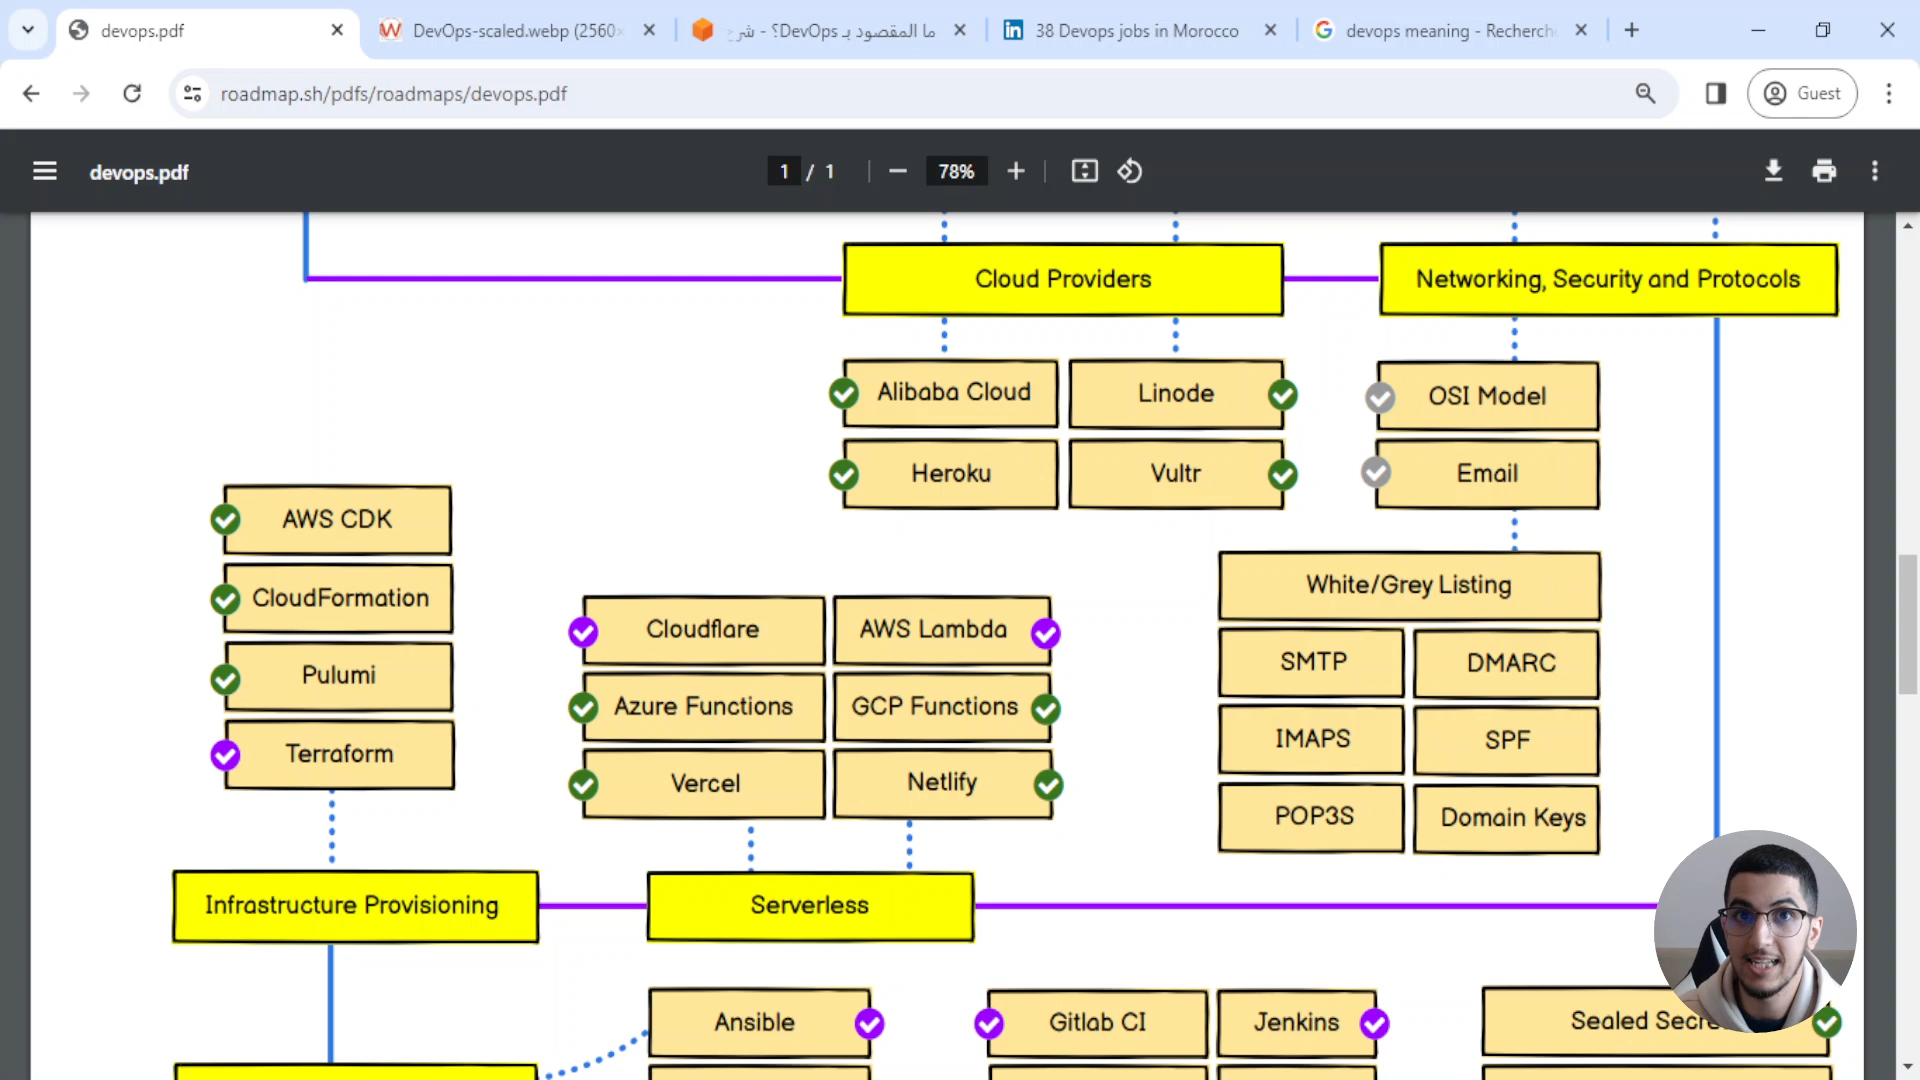 devops.pdf
DevOps-scaled.webp (2560×
ما المقصود بـ DevOps؟ - شرح
38 Devops jobs in Morocco
devops meaning - Recherch
roadmap.sh/pdfs/roadmaps/devops.pdf
Guest
devops.pdf
1 / 1
78%
Cloud Providers
Networking, Security and Protocols
Alibaba Cloud
Linode
OSI Model
Heroku
Vultr
Email
AWS CDK
CloudFormation
Pulumi
Terraform
Cloudflare
AWS Lambda
Azure Functions
GCP Functions
Vercel
Netlify
White/Grey Listing
SMTP
DMARC
IMAPS
SPF
POP3S
Domain Keys
Infrastructure Provisioning
Serverless
Ansible
Gitlab CI
Jenkins
Sealed